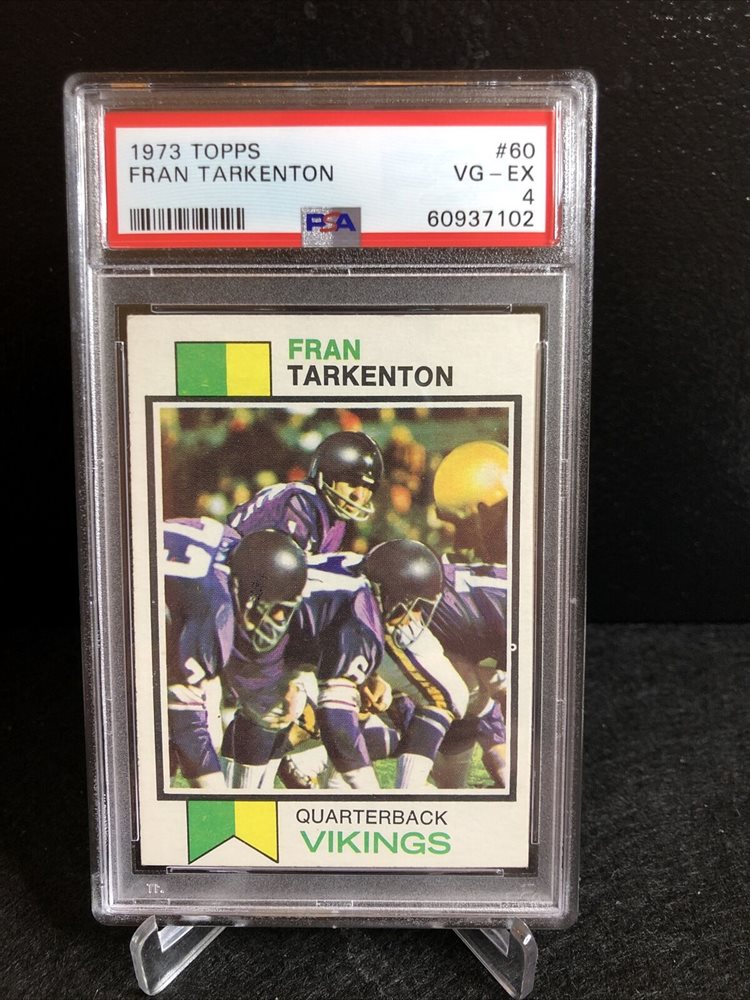 1973 TOPPS #60
FRAN TARKENTON VG-EX
4
PSA 60937102
FRAN
TARKENTON
QUARTERBACK
VIKINGS